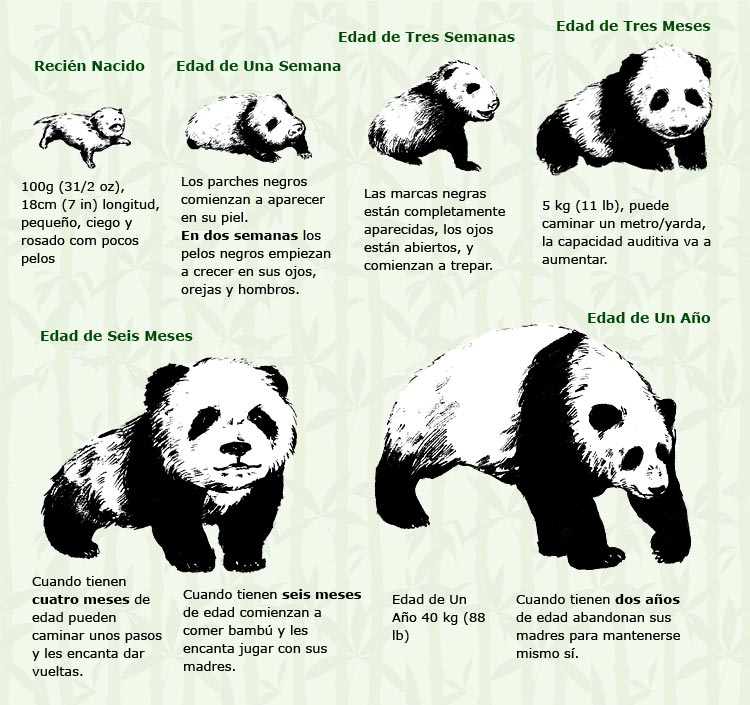 Recién Nacido
100g (31/2 oz),
18cm (7 in) longitud,
pequeño, ciego y
rosado com pocos
pelos
Edad de Una Semana
Los parches negros
comienzan a aparecer
en su piel.
En dos semanas los
pelos negros empiezan
a crecer en sus ojos,
orejas y hombros.
Edad de Tres Semanas
Las marcas negras
están completamente
aparecidas, los ojos
están abiertos, y
comienzan a trepar.
Edad de Tres Meses
5 kg (11 lb), puede
caminar un metro/yarda,
la capacidad auditiva va a
aumentar.
Edad de Seis Meses
Cuando tienen
cuatro meses de
edad pueden
caminar unos pasos
y les encanta dar
vueltas.
Cuando tienen seis meses
de edad comienzan a
comer bambú y les
encanta jugar con sus
madres.
Edad de Un Año
Edad de Un
Año 40 kg (88
lb)
Cuando tienen dos años
de edad abandonan sus
madres para mantenerse
mismo sí.